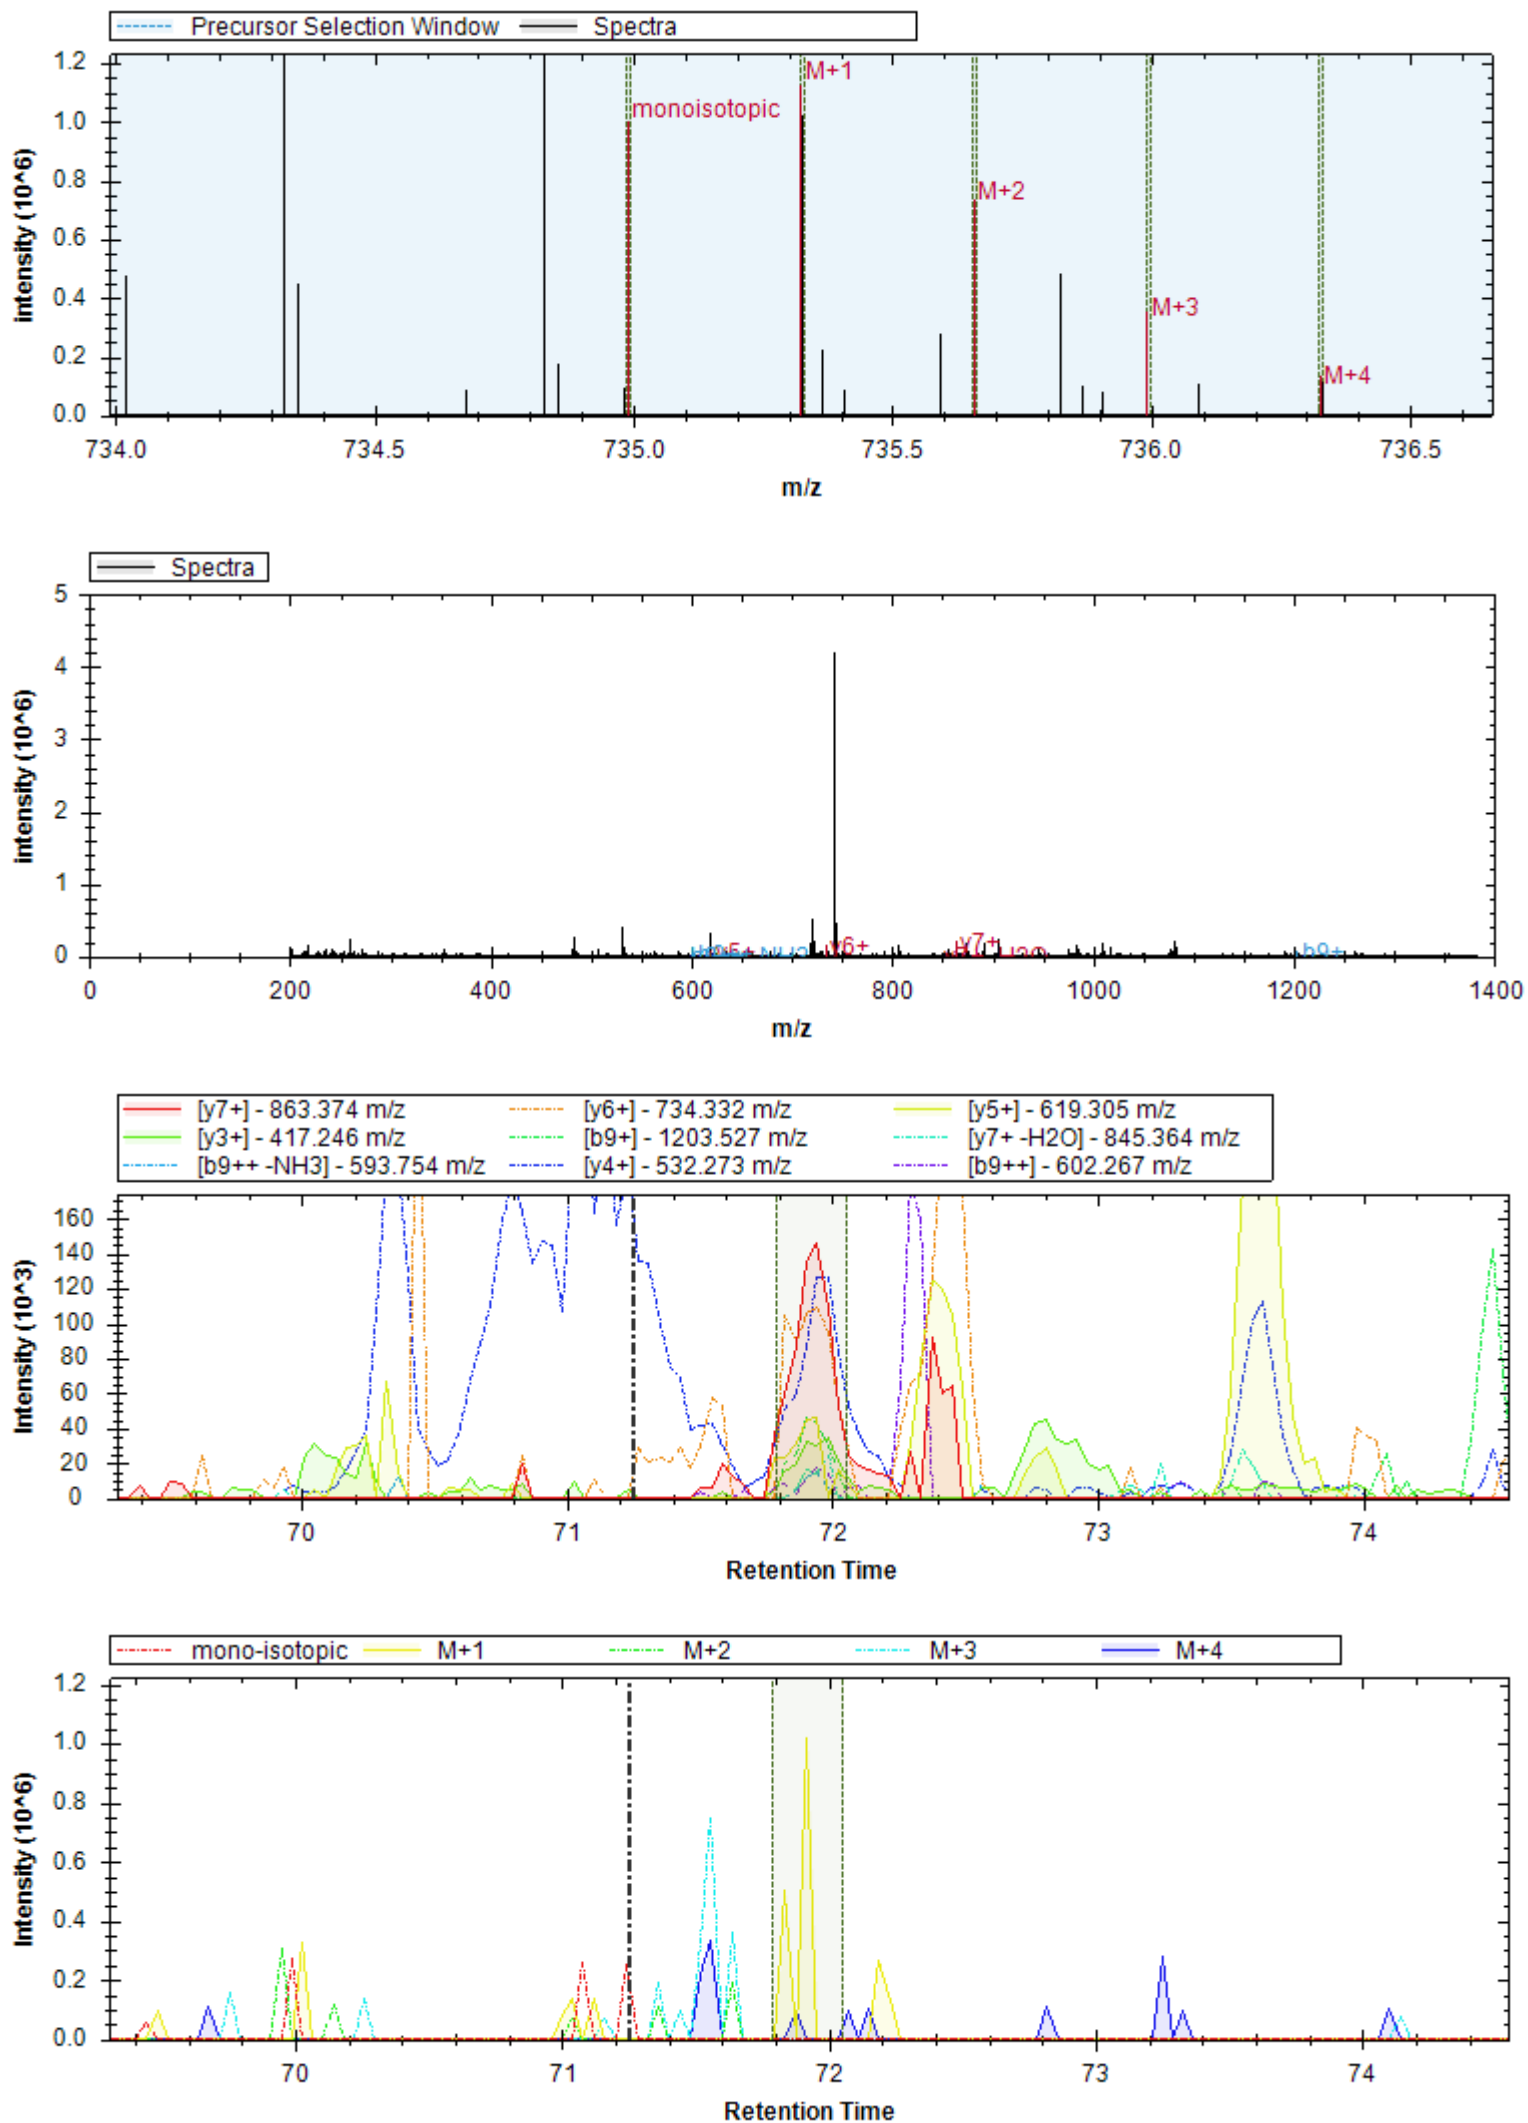 Precursor Selection Window Spectra
1.2
1.0
0.8
0.6
0.4
0.2
0.0
intensity (10^6)
monoisotopic
M+1
M+2
M+3
M+4
734.0 734.5 735.0 735.5 736.0 736.5
m/z
Spectra
5
4
3
2
1
0
intensity (10^6)
y6+
y7+
b9+
0 200 400 600 800 1000 1200 1400
m/z
[y7+] - 863.374 m/z [y6+] - 734.332 m/z [y5+] - 619.305 m/z
[y3+] - 417.246 m/z [b9+] - 1203.527 m/z [y7+ -H2O] - 845.364 m/z
[b9++ -NH3] - 593.754 m/z [y4+] - 532.273 m/z [b9++] - 602.267 m/z
160
140
120
100
80
60
40
20
0
Intensity (10^3)
70 71 72 73 74
Retention Time
mono-isotopic M+1 M+2 M+3 M+4
1.2
1.0
0.8
0.6
0.4
0.2
0.0
Intensity (10^6)
70 71 72 73 74
Retention Time